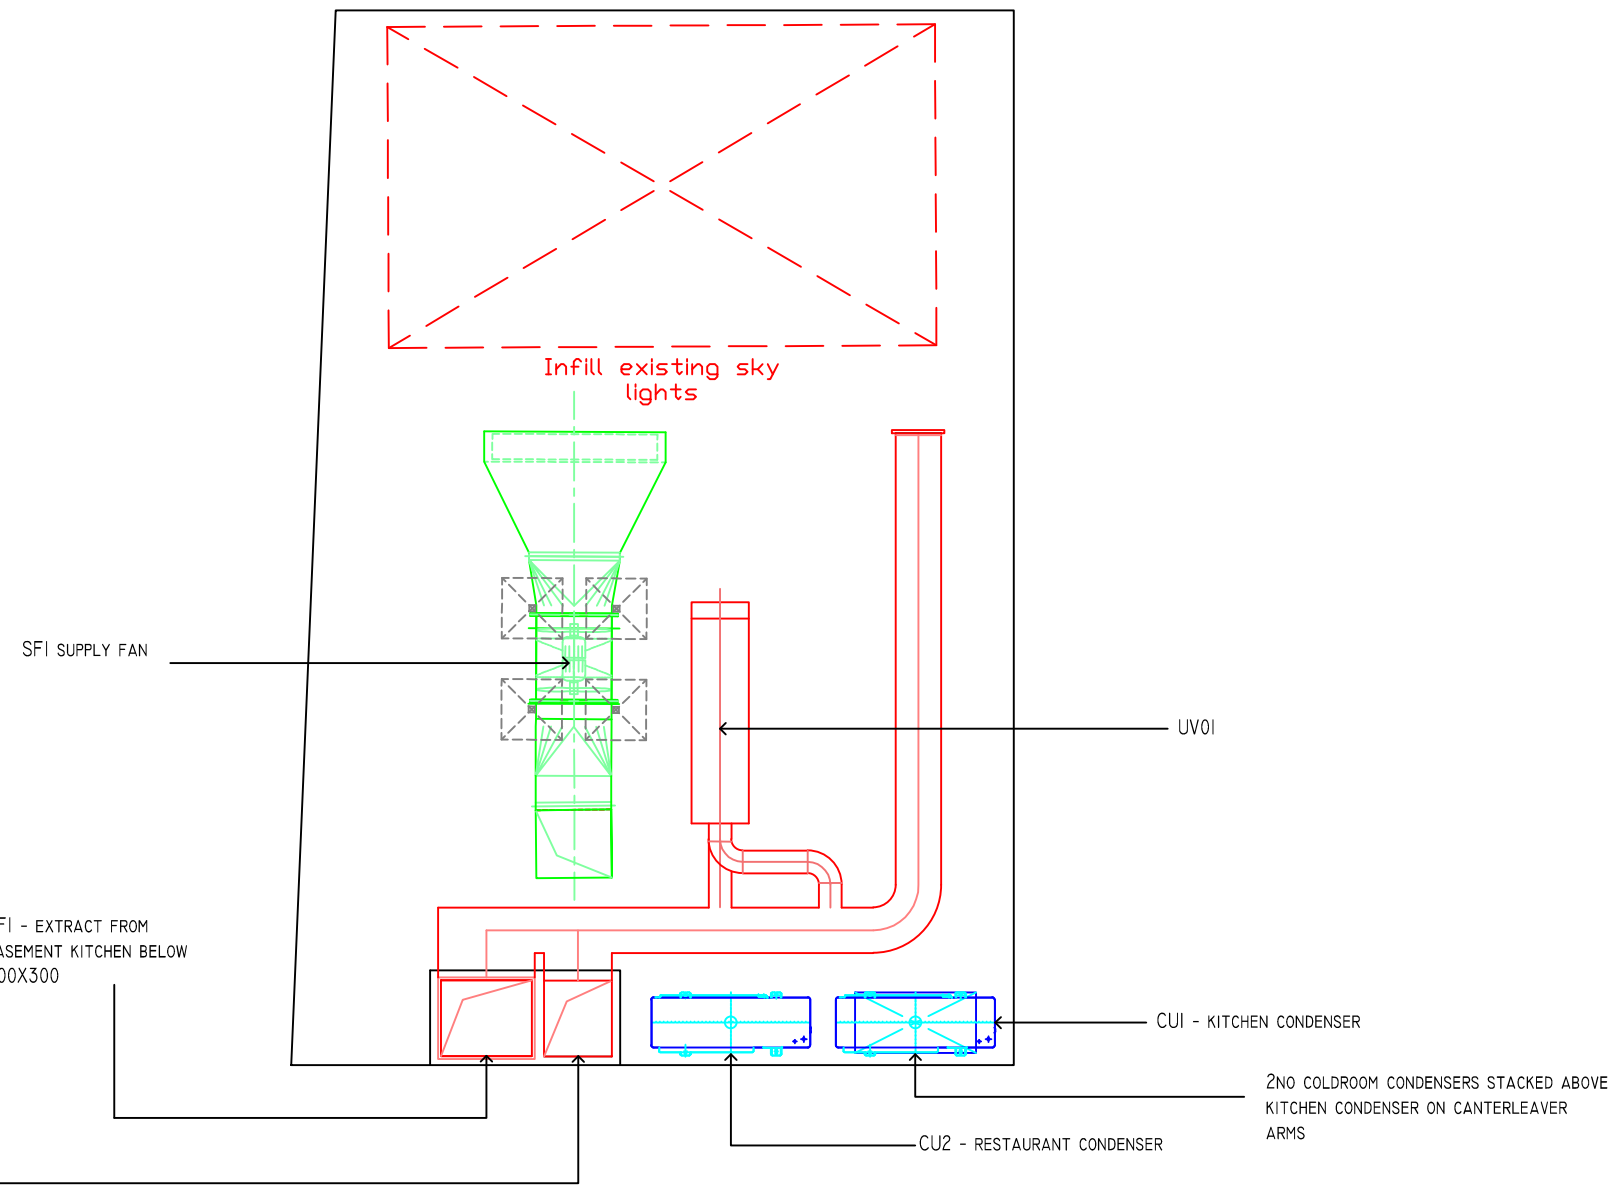 Infill existing sky
lights
SF1 SUPPLY FAN
UV01
F1 - EXTRACT FROM
ASEMENT KITCHEN BELOW
00X300
CU1 - KITCHEN CONDENSER
2NO COLDROOM CONDENSERS STACKED ABOVE
KITCHEN CONDENSER ON CANTERLEAVER
ARMS
CU2 - RESTAURANT CONDENSER